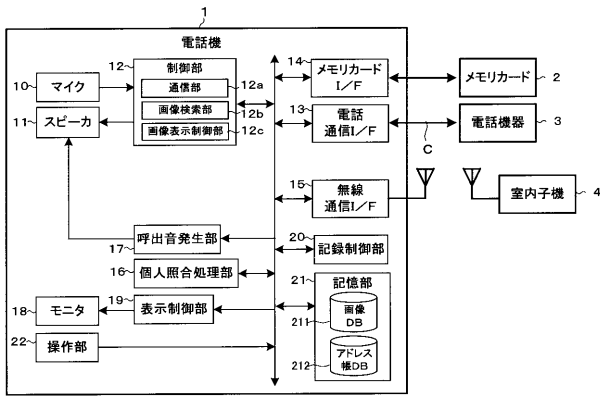 1
電話機
10
マイク
11
スピーカ
12
制御部
通信部
12a
画像検索部
12b
画像表示制御部
12c
14
メモリカード
I/F
メモリカード
2
13
電話
通信I/F
C
電話機器
3
15
無線
通信I/F
室内子機
4
呼出音発生部
17
20
記録制御部
16
個人照合処理部
18
モニタ
19
表示制御部
22
操作部
21
記憶部
画像
DB
211
アドレス
帳DB
212